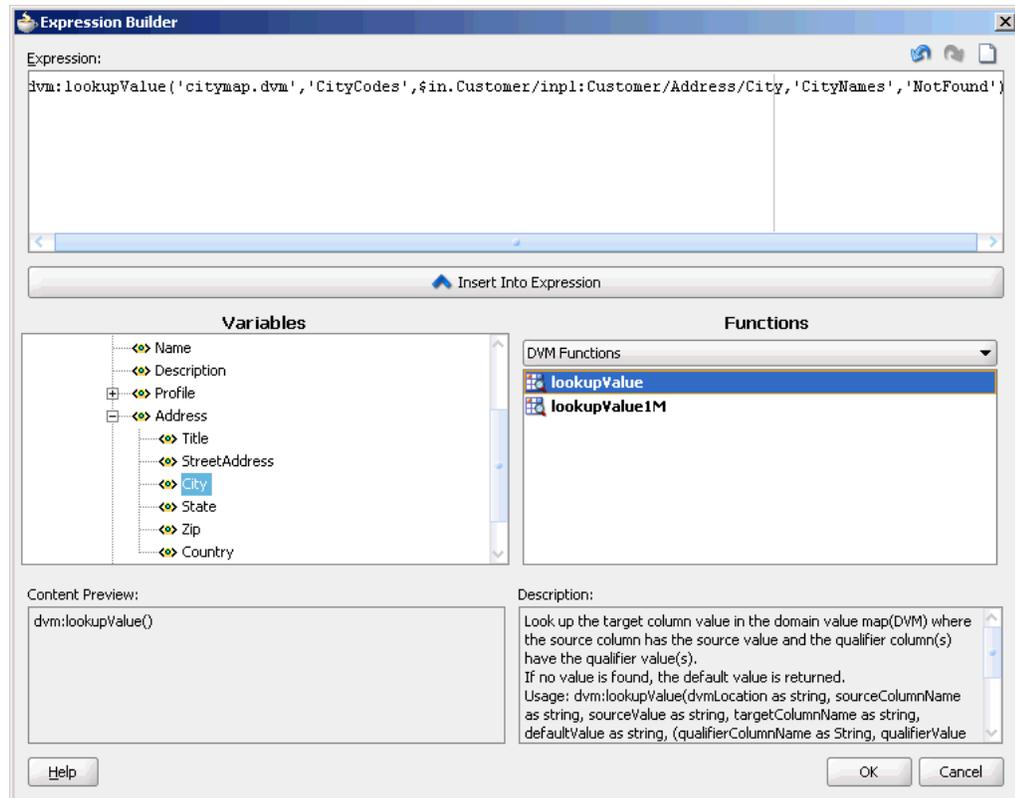 Expression Builder
Expression:
dvm:lookupValue('citymap.dvm','CityCodes',$in.Customer/inp1:Customer/Address/City,'CityNames','NotFound')
Insert Into Expression
Variables
Name
Description
Profile
Address
Title
StreetAddress
City
State
Zip
Country
Functions
DVM Functions
lookupValue
lookupValue1M
Content Preview:
dvm:lookupValue()
Description:
Look up the target column value in the domain value map(DVM) where
the source column has the source value and the qualifier column(s)
have the qualifier value(s).
If no value is found, the default value is returned.
Usage: dvm:lookupValue(dvmLocation as string, sourceColumnName
as string, sourceValue as string, targetColumnName as string,
defaultValue as string, (qualifierColumnName as String, qualifierValue
Help
OK
Cancel